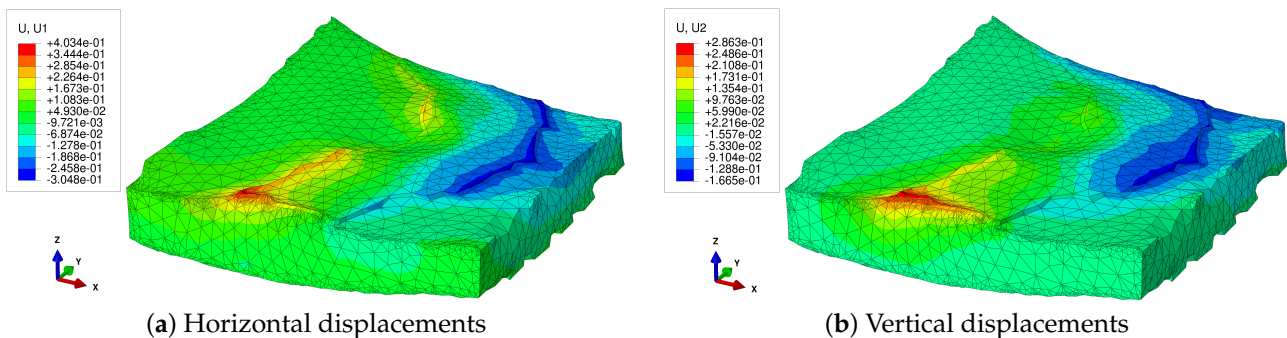 U, U1
+4.034e-01
+3.444e-01
+2.854e-01
+2.264e-01
+1.673e-01
+1.083e-01
+4.930e-02
-9.721e-03
-6.874e-02
-1.278e-01
-1.868e-01
-2.458e-01
-3.048e-01
Z
Y
X
(a) Horizontal displacements
U, U2
+2.863e-01
+2.486e-01
+2.108e-01
+1.731e-01
+1.354e-01
+9.763e-02
+5.990e-02
+2.216e-02
-1.557e-02
-5.330e-02
-9.104e-02
-1.288e-01
-1.665e-01
Z
Y
X
(b) Vertical displacements